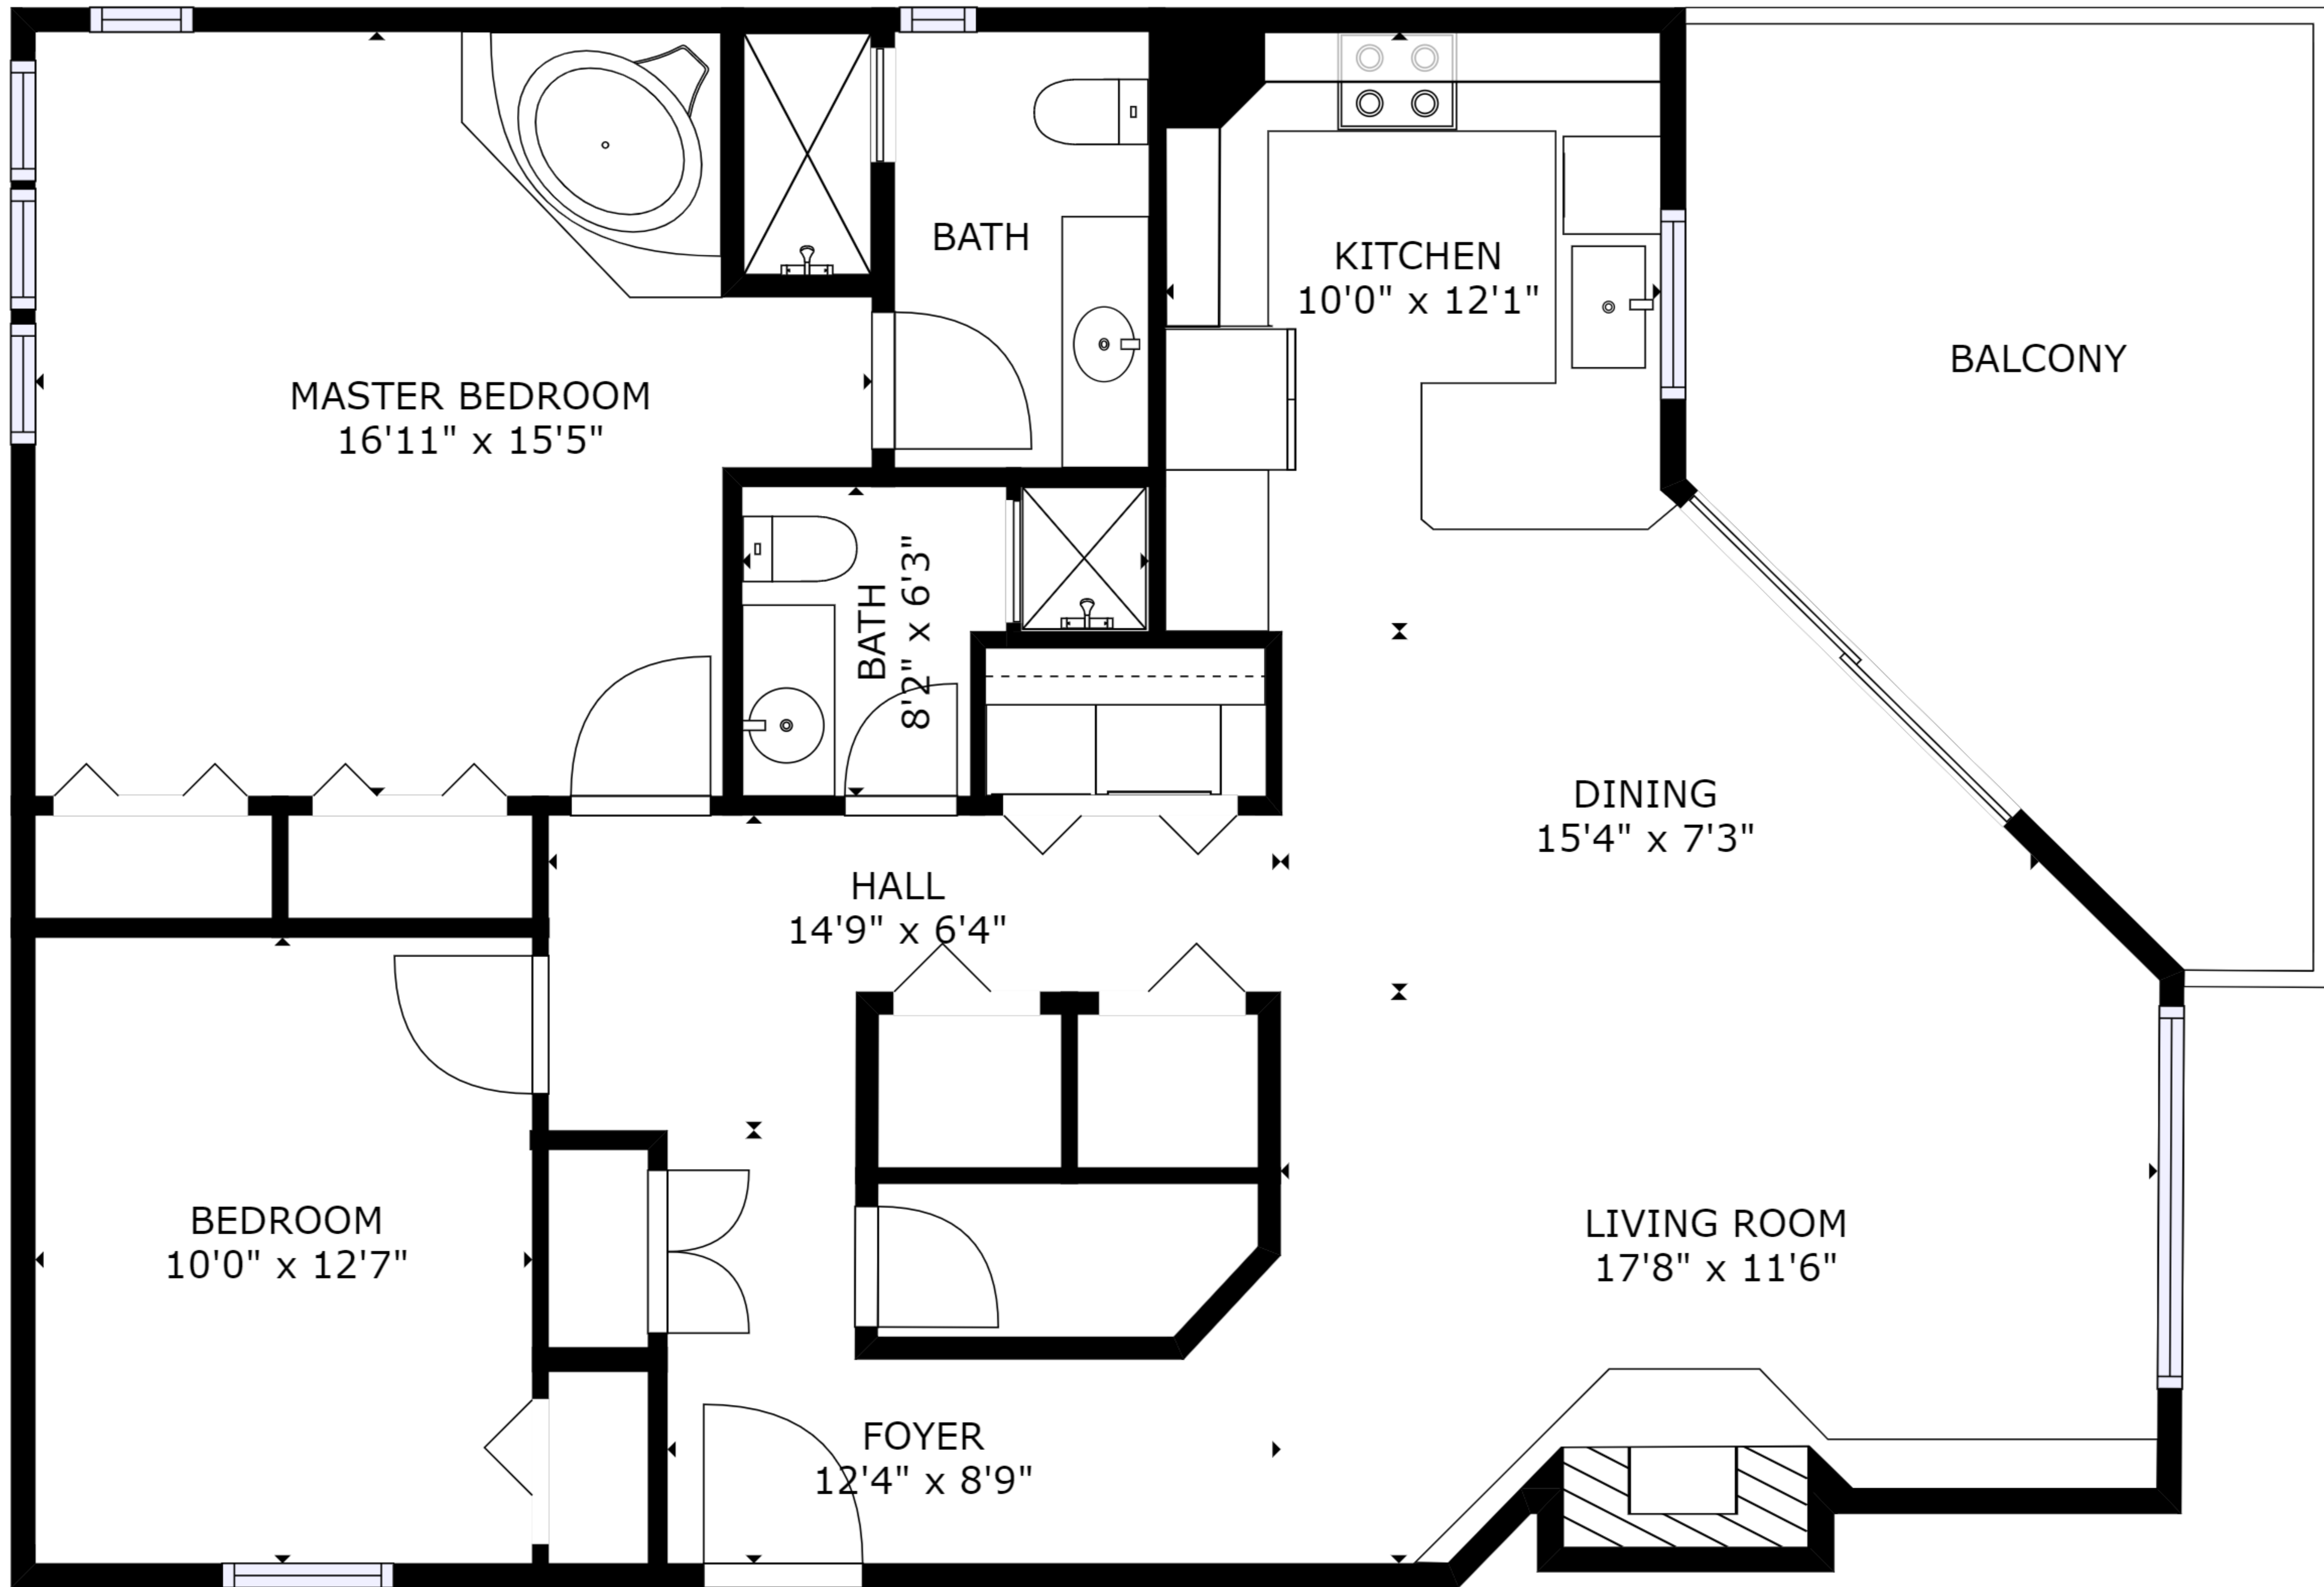 BATH
KITCHEN
10'0" x 12'1"
BALCONY
MASTER BEDROOM
16'11" x 15'5"
BATH
8'2" x 6'3"
DINING
15'4" x 7'3"
HALL
14'9" x 6'4"
BEDROOM
10'0" x 12'7"
LIVING ROOM
17'8" x 11'6"
FOYER
12'4" x 8'9"